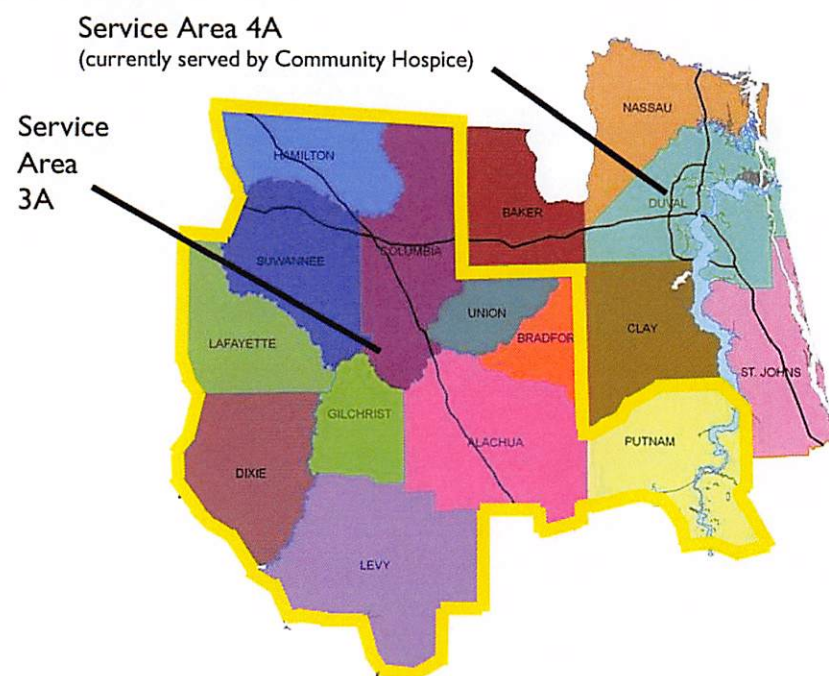 Service Area 4A
(currently served by Community Hospice)
Service
Area
3A
NASSAU
HAMILTON
BAKER
DUVAL
COLUMBIA
SUWANNEE
UNION
BRADFOR
CLAY
LAFAYETTE
ST. JOHNS
GILCHRIST
ALACHUA
PUTNAM
DIXIE
LEVY